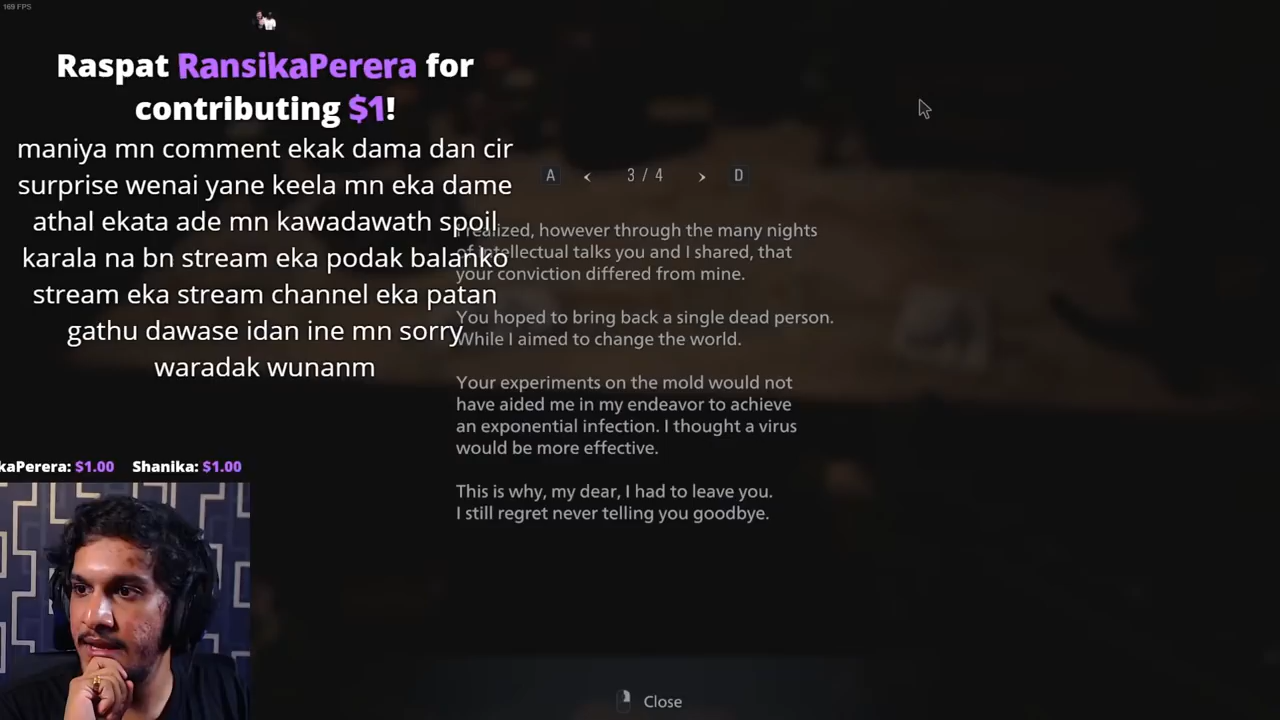 169 FPS
Raspat RansikaPerera for
contributing $1!
maniya mn comment ekak dama dan cir
surprise wenai yane keela mn eka dame
athal ekata ade mn kawadawath spoil
karala na bn stream eka podak balanko
stream eka stream channel eka patan
gathu dawase idan ine mn sorry
waradak wunanm
A < 3 / 4 > D
realized, however through the many nights
of intellectual talks you and I shared, that
your conviction differed from mine.
You hoped to bring back a single dead person.
While I aimed to change the world.
Your experiments on the mold would not
have aided me in my endeavor to achieve
an exponential infection. I thought a virus
would be more effective.
This is why, my dear, I had to leave you.
I still regret never telling you goodbye.
kaPerera: $1.00 Shanika: $1.00
Close